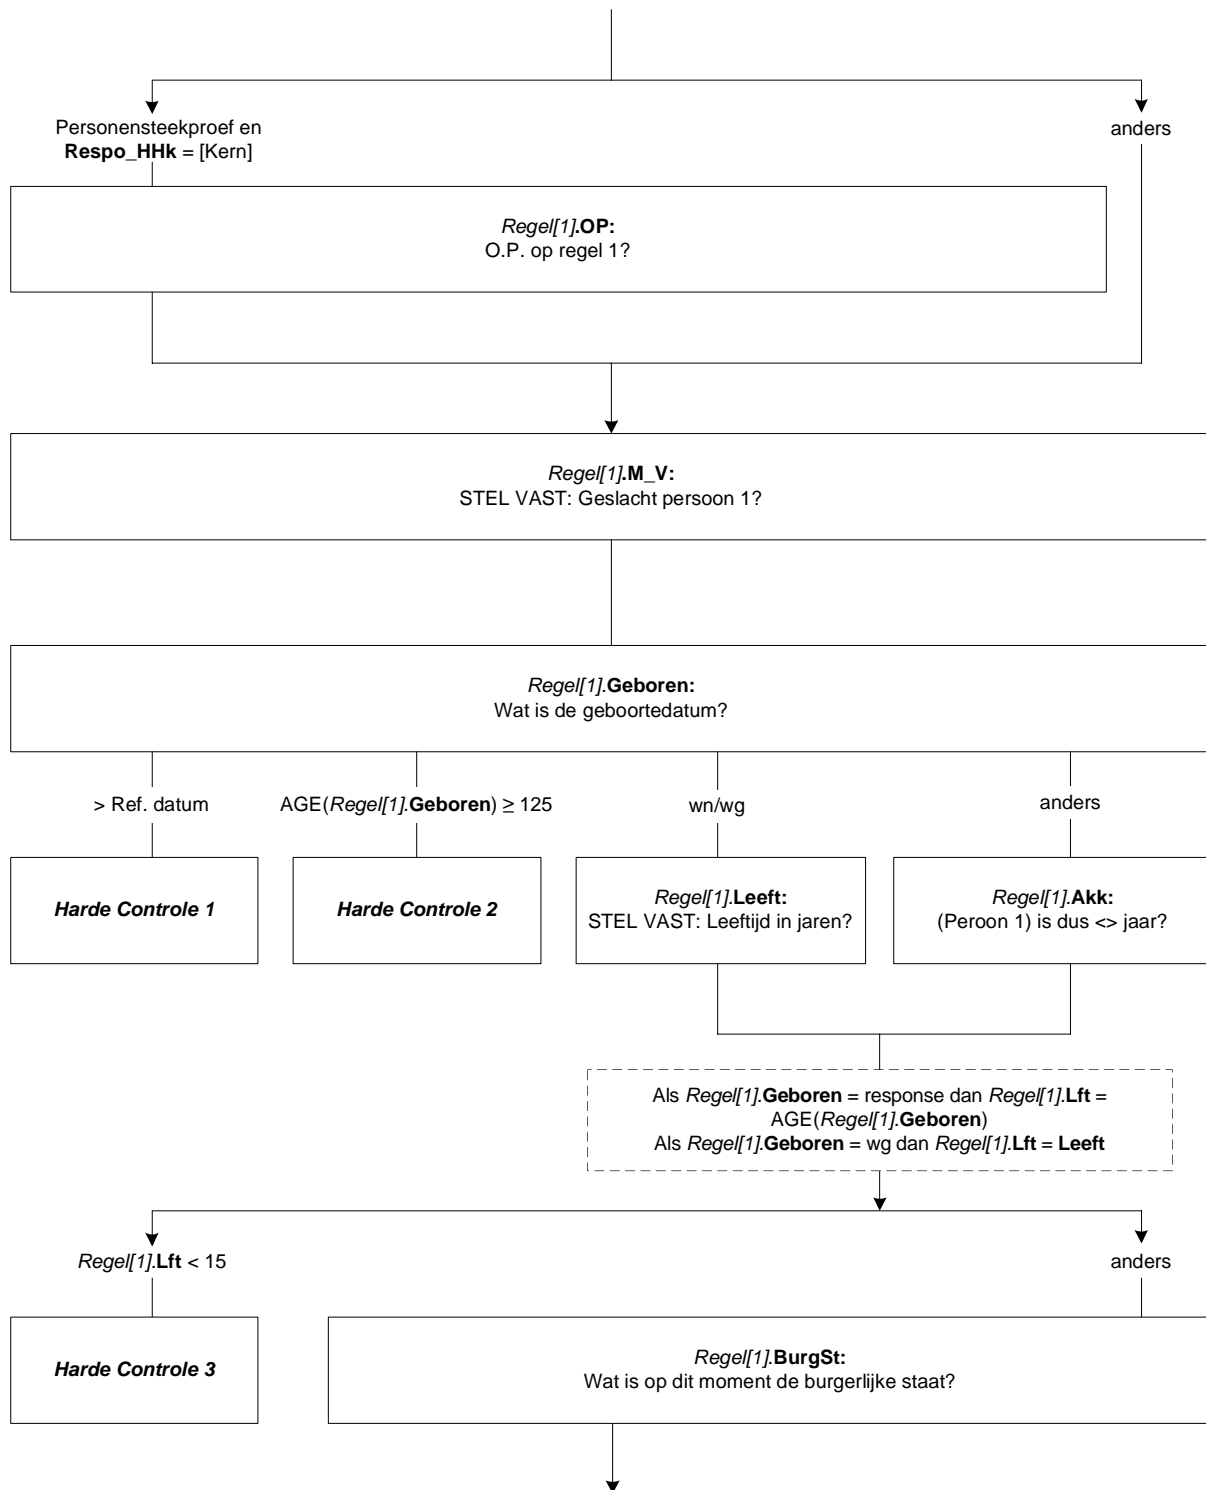 Personensteekproef en
Respo_HHk = [Kern]
anders
Regel[1].OP:
O.P. op regel 1?
Regel[1].M_V:
STEL VAST: Geslacht persoon 1?
Regel[1].Geboren:
Wat is de geboortedatum?
> Ref. datum
AGE(Regel[1].Geboren) ≥ 125
wn/wg
anders
Harde Controle 1
Harde Controle 2
Regel[1].Leeft:
STEL VAST: Leeftijd in jaren?
Regel[1].Akk:
(Peroon 1) is dus <> jaar?
Als Regel[1].Geboren = response dan Regel[1].Lft =
AGE(Regel[1].Geboren)
Als Regel[1].Geboren = wg dan Regel[1].Lft = Leeft
Regel[1].Lft < 15
anders
Harde Controle 3
Regel[1].BurgSt:
Wat is op dit moment de burgerlijke staat?